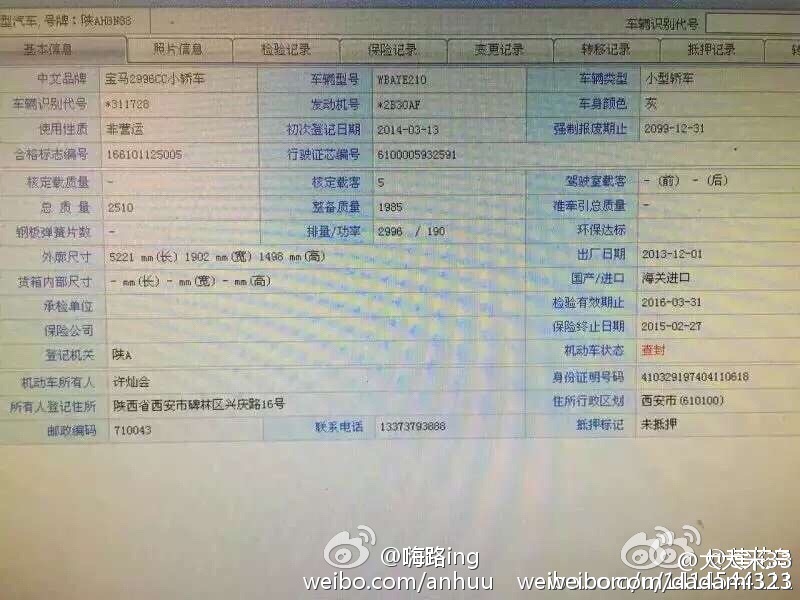 型汽车,号牌:陕AH8N88 车辆识别代号
基本信息 照片信息 检验记录 保险记录 变更记录 转移记录 抵押记录
中文品牌 宝马2996CC小轿车 车辆型号 WBAYE210 车辆类型 小型轿车
车辆识别代号 *311728 发动机号 *2B30AF 车身颜色 灰
使用性质 非营运 初次登记日期 2014-03-13 强制报废期止 2099-12-31
合格标志编号 166101125005 行驶证芯编号 6100005932591
核定载质量 - 核定载客 5 驾驶室载客 - (前) - (后)
总 质 量 2510 整备质量 1985 准牵引总质量 -
钢板弹簧片数 - 排量/功率 2996 / 190 环保达标
外廓尺寸 5221 mm(长) 1902 mm(宽) 1498 mm(高) 出厂日期 2013-12-01
货箱内部尺寸 - mm(长) - mm(宽) - mm(高) 国产/进口 海关进口
承检单位 检验有效期止 2016-03-31
保险公司 保险终止日期 2015-02-27
登记机关 陕A 机动车状态 查封
机动车所有人 许灿会 身份证明号码 410329197404110618
所有人登记住所 陕西省西安市碑林区兴庆路16号 住所行政区划 西安市(610100)
邮政编码 710043 联系电话 13373793888 抵押标记 未抵押
@嗨路ing
weibo.com/anhuu